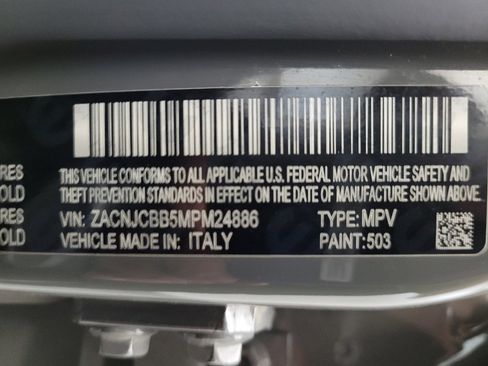 RES THIS VEHICLE CONFORMS TO ALL APPLICABLE U.S. FEDERAL MOTOR VEHICLE SAFETY AND
OLD THEFT PREVENTION STANDARDS IN EFFECT ON THE DATE OF MANUFACTURE SHOWN ABOVE.
RES VIN: ZACNJCBB5MPM24886 TYPE: MPV
OLD VEHICLE MADE IN: ITALY PAINT: 503